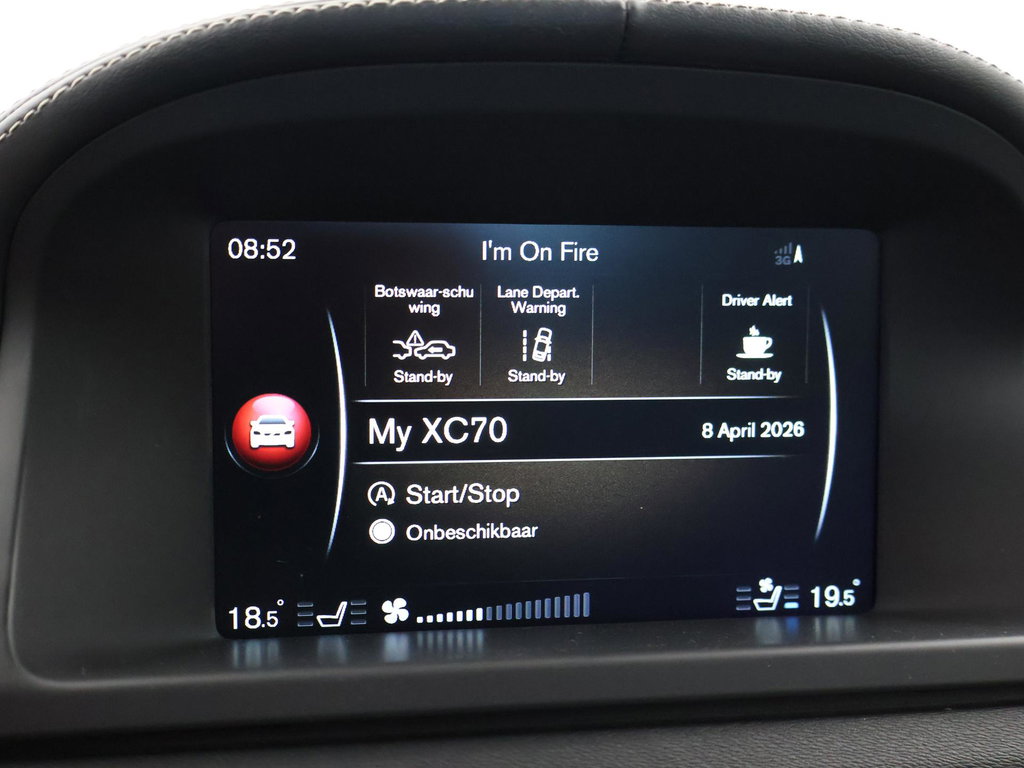 08:52
I'm On Fire
3G
Botswaar-schu
wing
Stand-by
Lane Depart.
Warning
Stand-by
Driver Alert
Stand-by
My XC70
8 April 2026
A Start/Stop
Onbeschikbaar
18.5°
19.5°